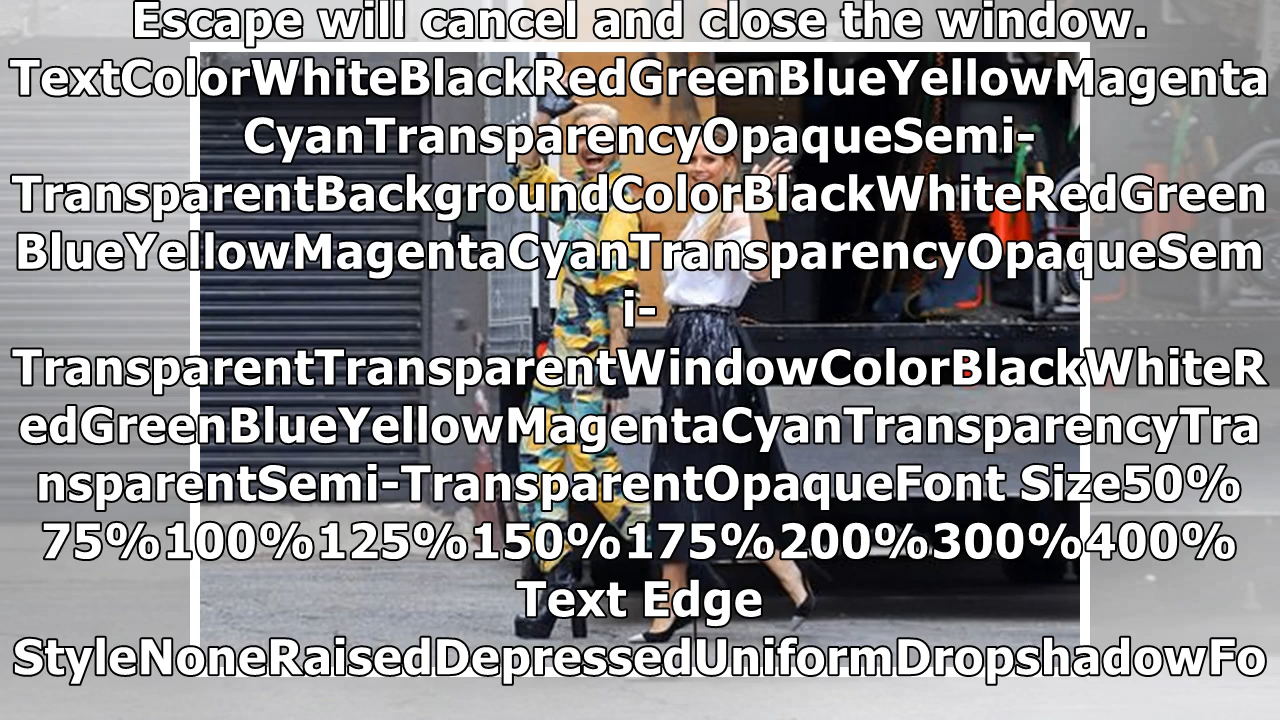 Escape will cancel and close the window.
TextColorWhiteBlackRedGreenBlueYellowMagenta
CyanTransparencyOpaqueSemi-
TransparentBackgroundColorBlackWhiteRedGreen
BlueYellowMagentaCyanTransparencyOpaqueSem
i-
TransparentTransparentWindowColorBlackWhiteR
edGreenBlueYellowMagentaCyanTransparencyTra
nsparentSemi-TransparentOpaqueFont Size50%
75%100%125%150%175%200%300%400%
Text Edge
StyleNoneRaisedDepressedUniformDropshadowFo